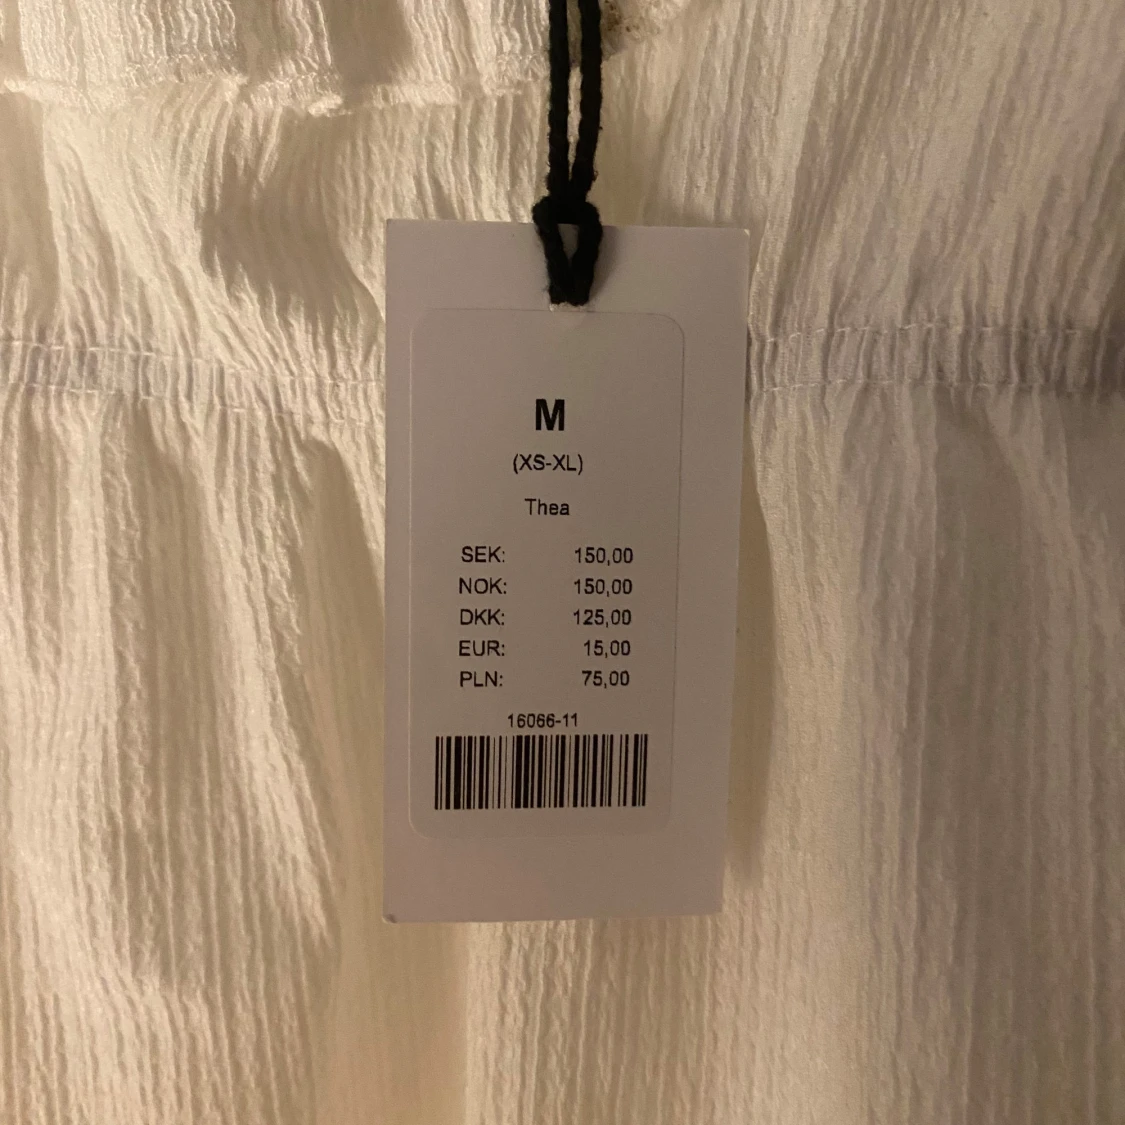 M
(XS-XL)
Thea
SEK: 150,00
NOK: 150,00
DKK: 125,00
EUR: 15,00
PLN: 75,00
16066-11